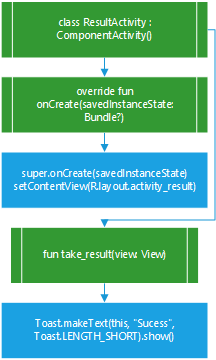 class ResultActivity :
ComponentActivity()
override fun
onCreate(savedInstanceState:
Bundle?)
super.onCreate(savedInstanceState)
setContentView(R.layout.activity_result)
fun take_result(view: View)
Toast.makeText(this, "Sucess",
Toast.LENGTH_SHORT).show()